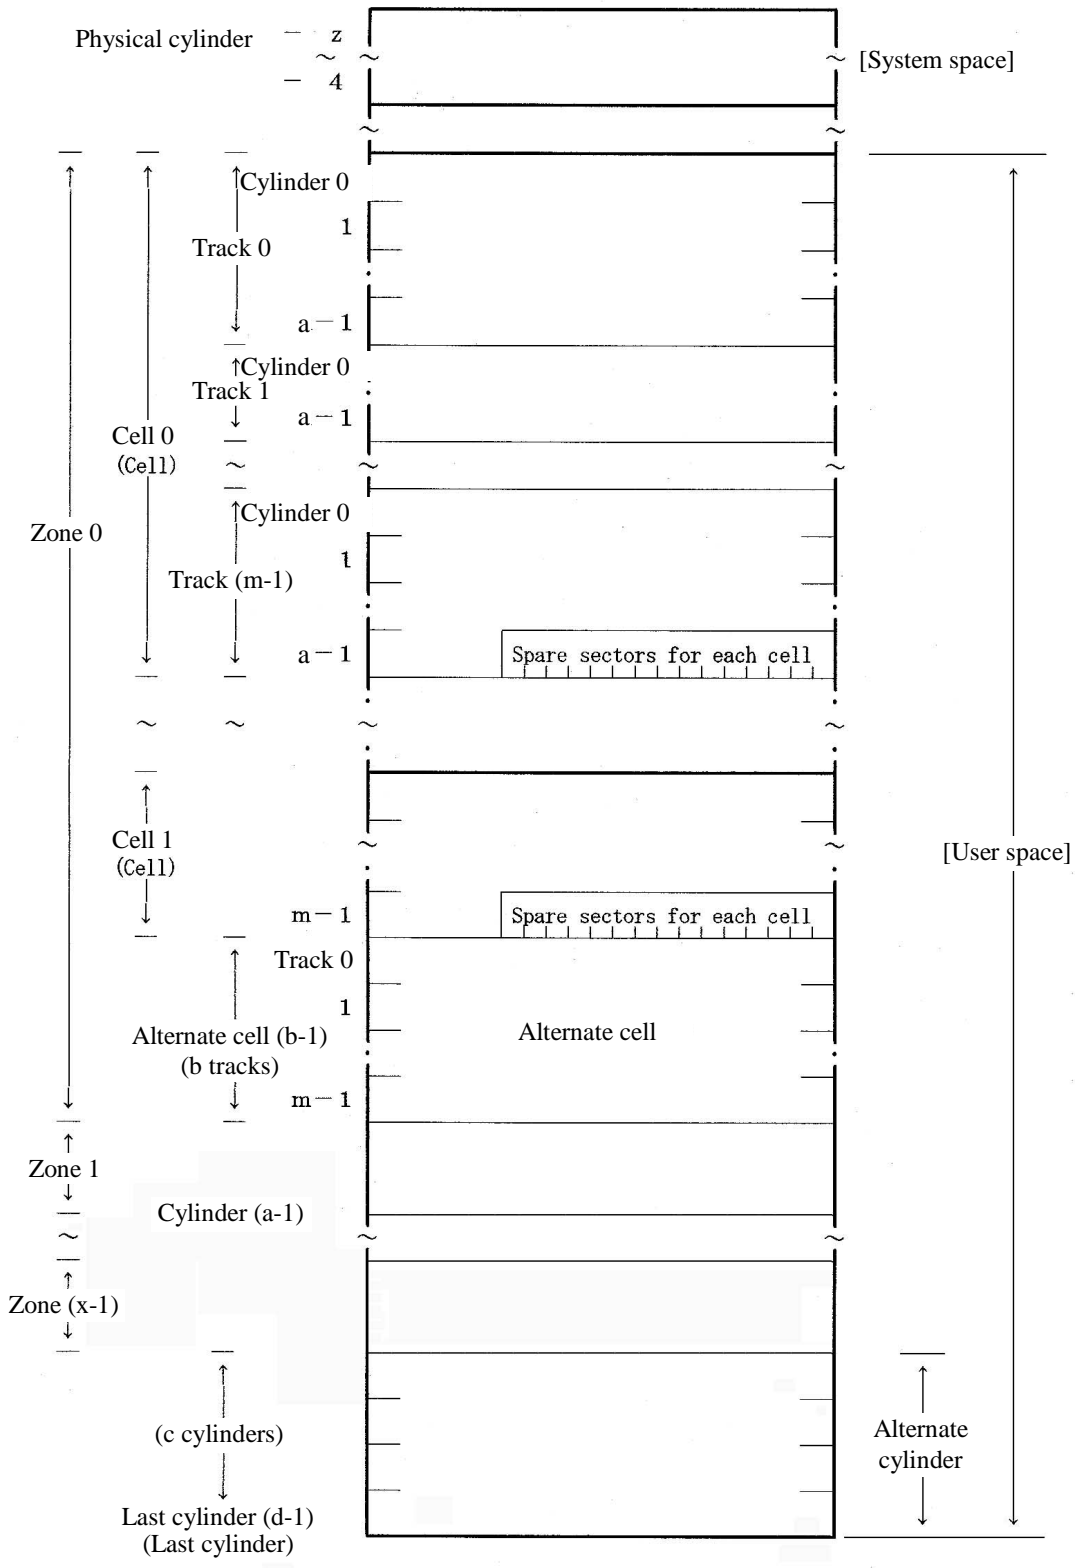 Physical cylinder — z
~ ~ ~ ~
— 4
[System space]
~ ~
Cylinder 0
1
Track 0
a—1
Cylinder 0
Track 1
a—1
Cell 0
(Cell)
~ ~ ~
Cylinder 0
Zone 0
1
Track (m-1)
a—1
Spare sectors for each cell
~ ~ ~ ~
Cell 1
(Cell)
~ ~
[User space]
m—1
Spare sectors for each cell
Track 0
1
Alternate cell (b-1)
(b tracks)
Alternate cell
m—1
Zone 1
Cylinder (a-1)
~ ~ ~
Zone (x-1)
(c cylinders)
Alternate
cylinder
Last cylinder (d-1)
(Last cylinder)